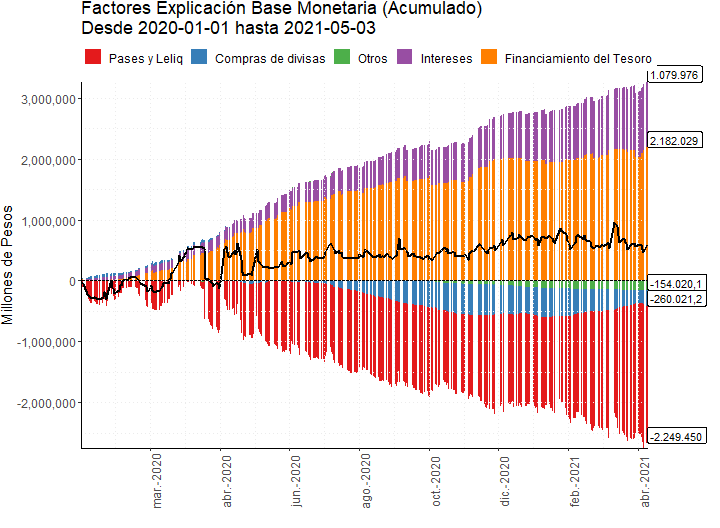 Factores Explicación Base Monetaria (Acumulado)
Desde 2020-01-01 hasta 2021-05-03
Pases y Leliq Compras de divisas Otros Intereses Financiamiento del Tesoro
1.079.976
3,000,000
2.182.029
2,000,000
1,000,000
Millones de Pesos
0
-154.020,1
-260.021,2
-1,000,000
-2,000,000
-2.249.450
mar.-2020 abr.-2020 jun.-2020 ago.-2020 oct.-2020 dic.-2020 feb.-2021 abr.-2021